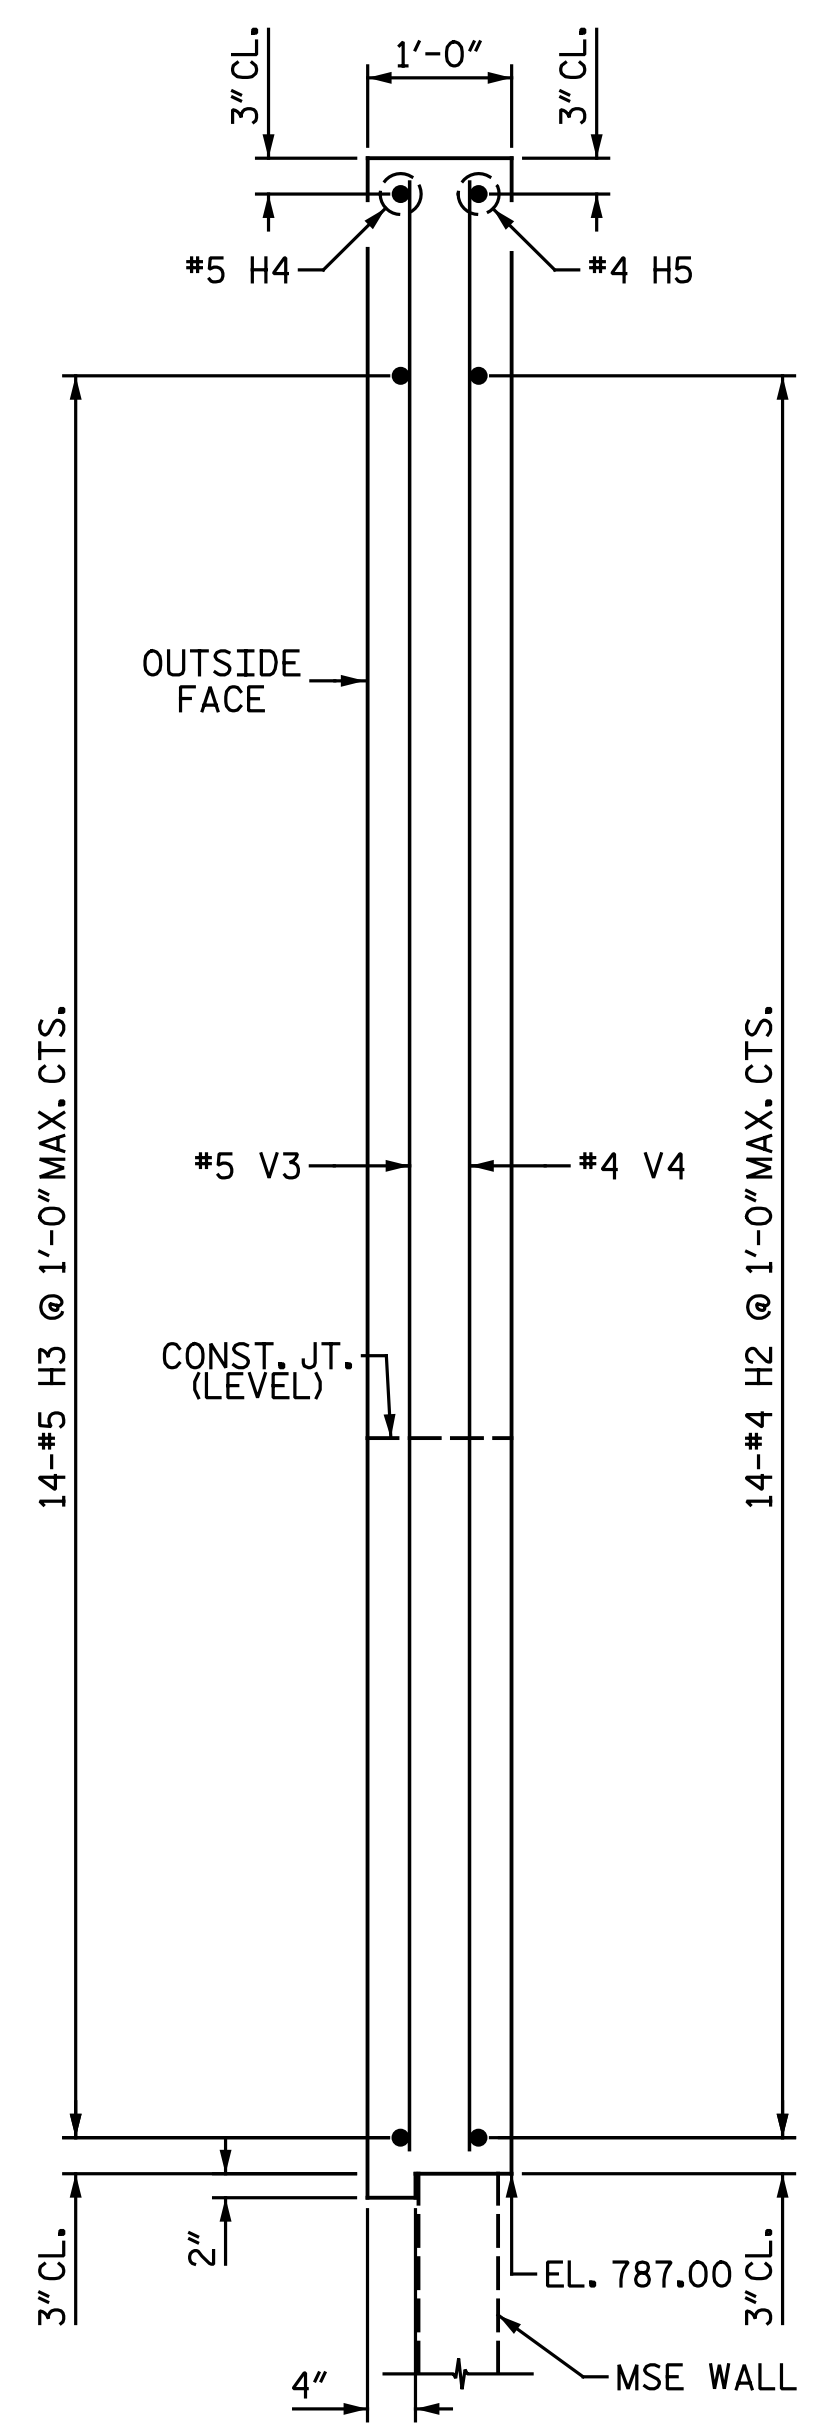 3" CL.
1'-0"
3" CL.
#5 H4
#4 H5
OUTSIDE
FACE
14-#5 H3 @ 1'-0" MAX. CTS.
14-#4 H2 @ 1'-0" MAX. CTS.
#5 V3
#4 V4
CONST. JT.
(LEVEL)
2"
3" CL.
EL. 787.00
3" CL.
MSE WALL
4"